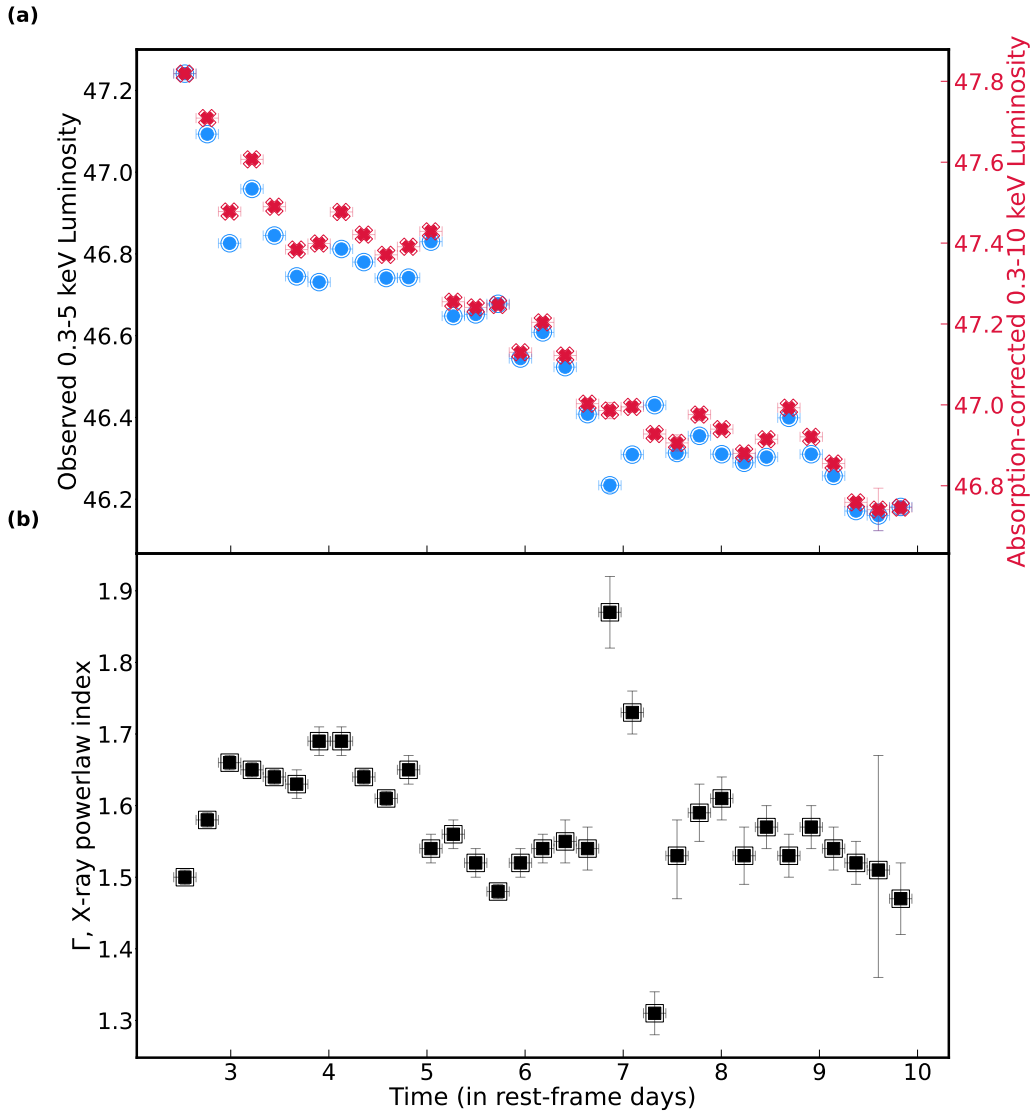 (a)
Observed 0.3-5 keV Luminosity
47.2
47.0
46.8
46.6
46.4
46.2
47.8
47.6
47.4
47.2
47.0
46.8
Absorption-corrected 0.3-10 keV Luminosity
(b)
Γ, X-ray powerlaw index
1.9
1.8
1.7
1.6
1.5
1.4
1.3
3 4 5 6 7 8 9 10
Time (in rest-frame days)